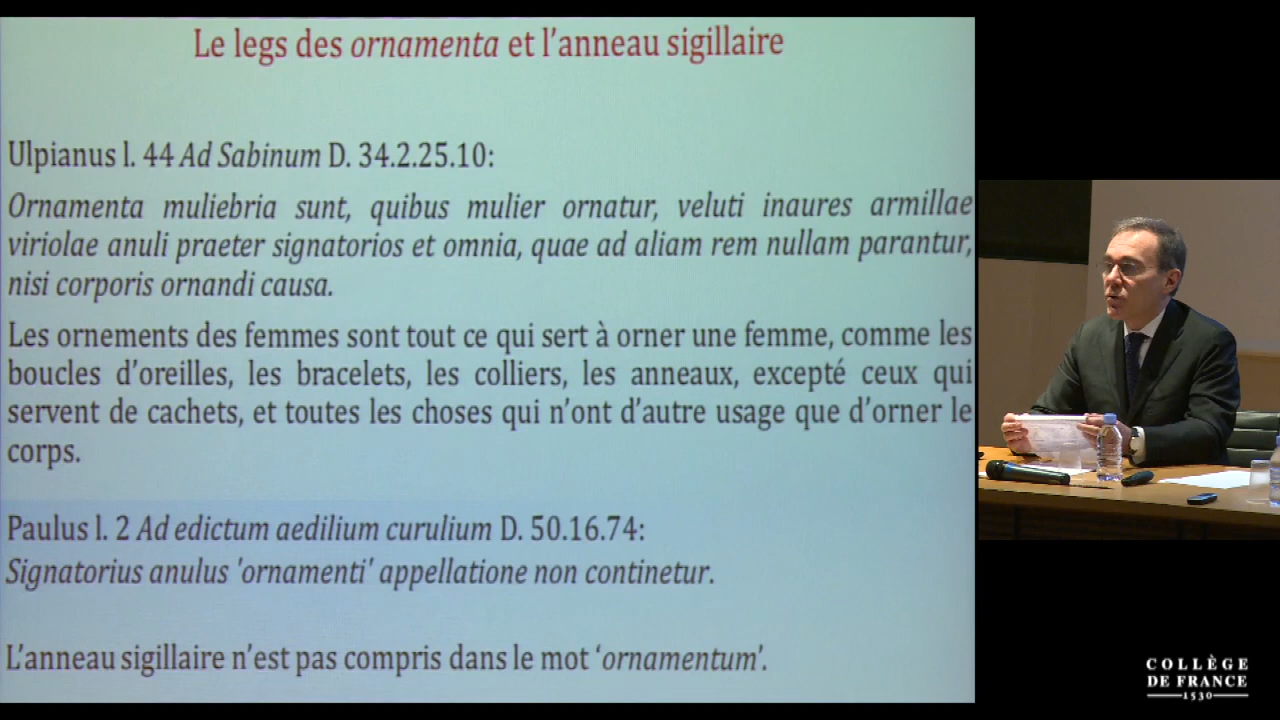 Le legs des ornamenta et l'anneau sigillaire
Ulpianus l. 44 Ad Sabinum D. 34.2.25.10:
Ornamenta muliebria sunt, quibus mulier ornatur, veluti inaures armillae
viriolae anuli praeter signatorios et omnia, quae ad aliam rem nullam parantur,
nisi corporis ornandi causa.
Les ornements des femmes sont tout ce qui sert à orner une femme, comme les
boucles d'oreilles, les bracelets, les colliers, les anneaux, excepté ceux qui
servent de cachets, et toutes les choses qui n'ont d'autre usage que d'orner le
corps.
Paulus l. 2 Ad edictum aedilium curulium D. 50.16.74:
Signatorius anulus 'ornamenti' appellatione non continetur.
L'anneau sigillaire n'est pas compris dans le mot 'ornamentum'.
COLLÈGE
DE FRANCE
1530